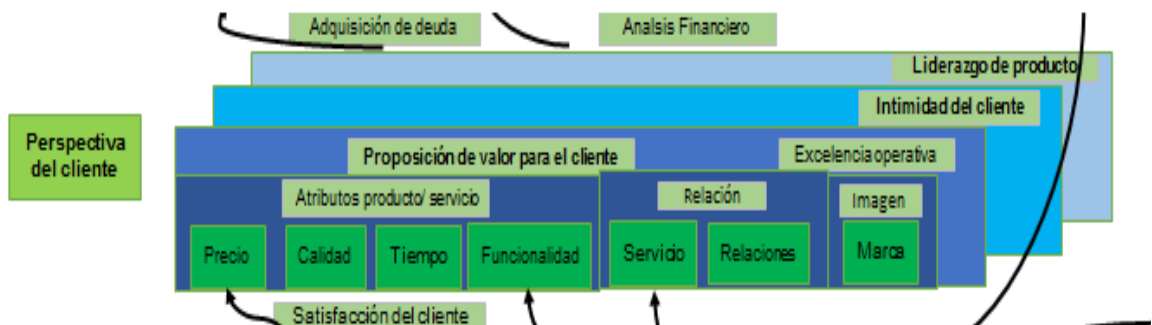 Adquisición de deuda
Analsis Financiero
Liderazgo de producto
Intimidad del cliente
Perspectiva
del cliente
Proposición de valor para el cliente
Excelencia operativa
Atributos producto/ servicio
Relación
Imagen
Precio
Calidad
Tiempo
Funcionalidad
Servicio
Relaciones
Marca
Satisfacción del cliente